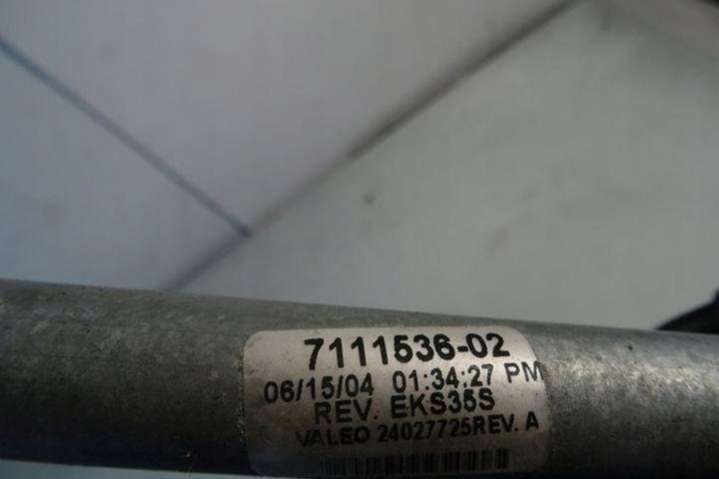 7111536-02
06/15/04 01:34:27 PM
REV. EKS35S
VALEO 24027725REV. A